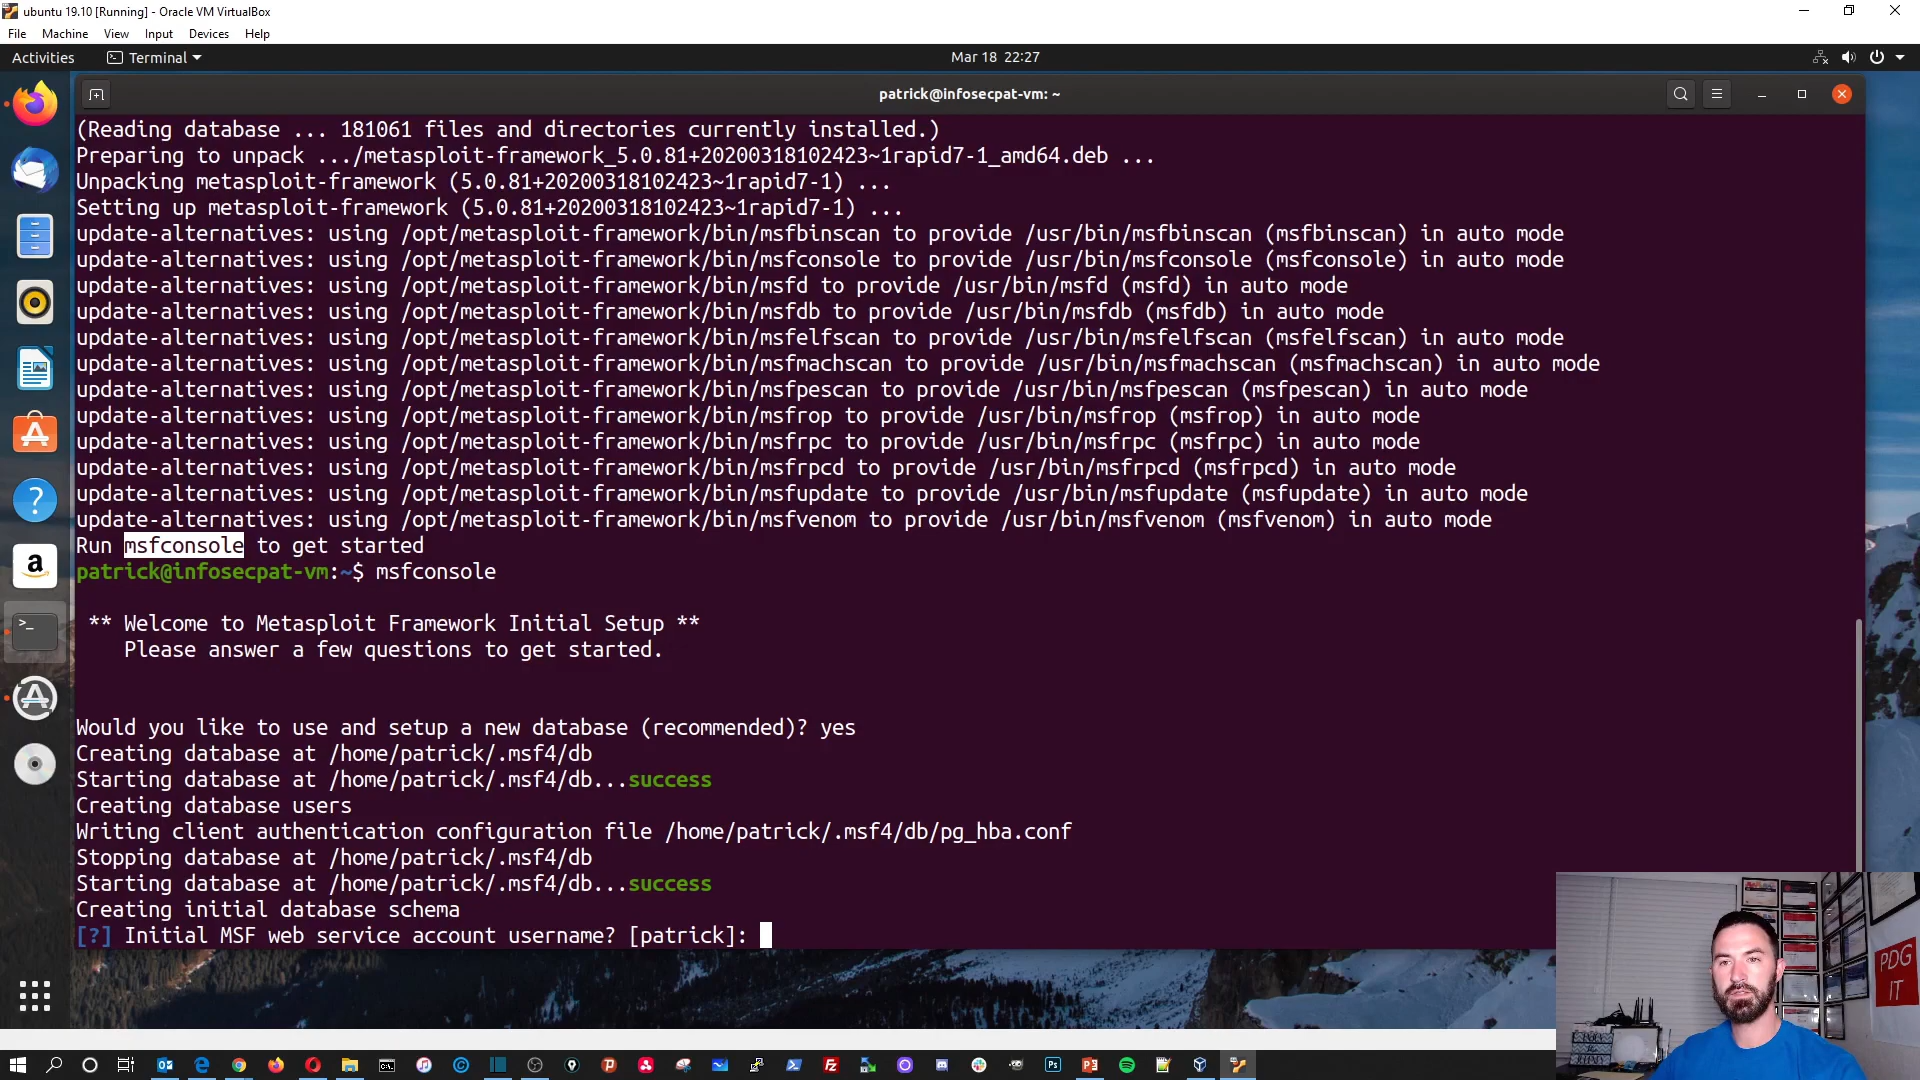 ubuntu 19.10 [Running] - Oracle VM VirtualBox
File Machine View Input Devices Help
Activities Terminal Mar 18 22:27
patrick@infosecpat-vm: ~
(Reading database ... 181061 files and directories currently installed.)
Preparing to unpack .../metasploit-framework_5.0.81+20200318102423~1rapid7-1_amd64.deb ...
Unpacking metasploit-framework (5.0.81+20200318102423~1rapid7-1) ...
Setting up metasploit-framework (5.0.81+20200318102423~1rapid7-1) ...
update-alternatives: using /opt/metasploit-framework/bin/msfbinscan to provide /usr/bin/msfbinscan (msfbinscan) in auto mode
update-alternatives: using /opt/metasploit-framework/bin/msfconsole to provide /usr/bin/msfconsole (msfconsole) in auto mode
update-alternatives: using /opt/metasploit-framework/bin/msfd to provide /usr/bin/msfd (msfd) in auto mode
update-alternatives: using /opt/metasploit-framework/bin/msfdb to provide /usr/bin/msfdb (msfdb) in auto mode
update-alternatives: using /opt/metasploit-framework/bin/msfelfscan to provide /usr/bin/msfelfscan (msfelfscan) in auto mode
update-alternatives: using /opt/metasploit-framework/bin/msfmachscan to provide /usr/bin/msfmachscan (msfmachscan) in auto mode
update-alternatives: using /opt/metasploit-framework/bin/msfpescan to provide /usr/bin/msfpescan (msfpescan) in auto mode
update-alternatives: using /opt/metasploit-framework/bin/msfrop to provide /usr/bin/msfrop (msfrop) in auto mode
update-alternatives: using /opt/metasploit-framework/bin/msfrpc to provide /usr/bin/msfrpc (msfrpc) in auto mode
update-alternatives: using /opt/metasploit-framework/bin/msfrpcd to provide /usr/bin/msfrpcd (msfrpcd) in auto mode
update-alternatives: using /opt/metasploit-framework/bin/msfupdate to provide /usr/bin/msfupdate (msfupdate) in auto mode
update-alternatives: using /opt/metasploit-framework/bin/msfvenom to provide /usr/bin/msfvenom (msfvenom) in auto mode
Run msfconsole to get started
patrick@infosecpat-vm:~$ msfconsole
** Welcome to Metasploit Framework Initial Setup **
Please answer a few questions to get started.
Would you like to use and setup a new database (recommended)? yes
Creating database at /home/patrick/.msf4/db
Starting database at /home/patrick/.msf4/db...success
Creating database users
Writing client authentication configuration file /home/patrick/.msf4/db/pg_hba.conf
Stopping database at /home/patrick/.msf4/db
Starting database at /home/patrick/.msf4/db...success
Creating initial database schema
[?] Initial MSF web service account username? [patrick]:
PDG
IT